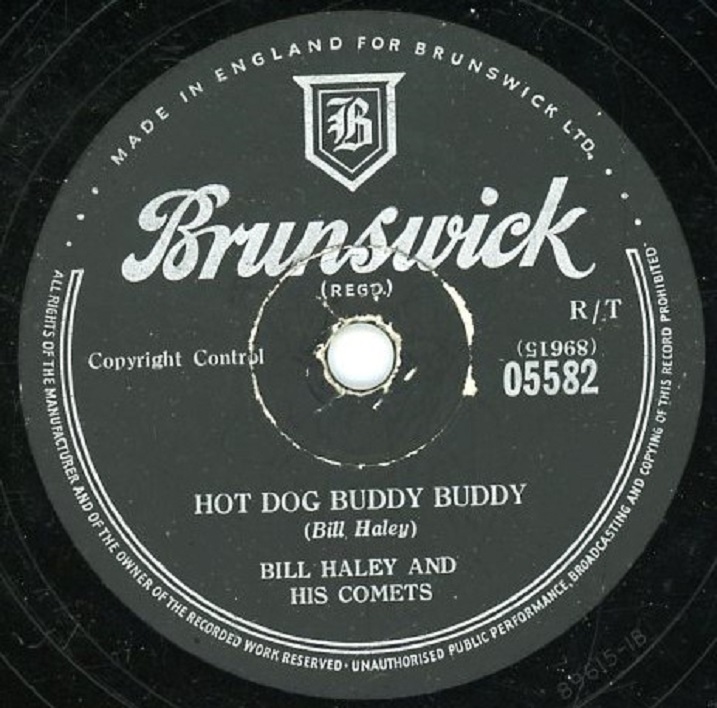 MADE IN ENGLAND FOR BRUNSWICK LTD.
B
Brunswick
(REGD.)
R/T
Copyright Control
(89615)
05582
HOT DOG BUDDY BUDDY
(Bill Haley)
BILL HALEY AND
HIS COMETS
ALL RIGHTS OF THE MANUFACTURER AND OF THE OWNER OF THE RECORDED WORK RESERVED · UNAUTHORISED PUBLIC PERFORMANCE, BROADCASTING AND COPYING OF THIS RECORD PROHIBITED
89615-1B